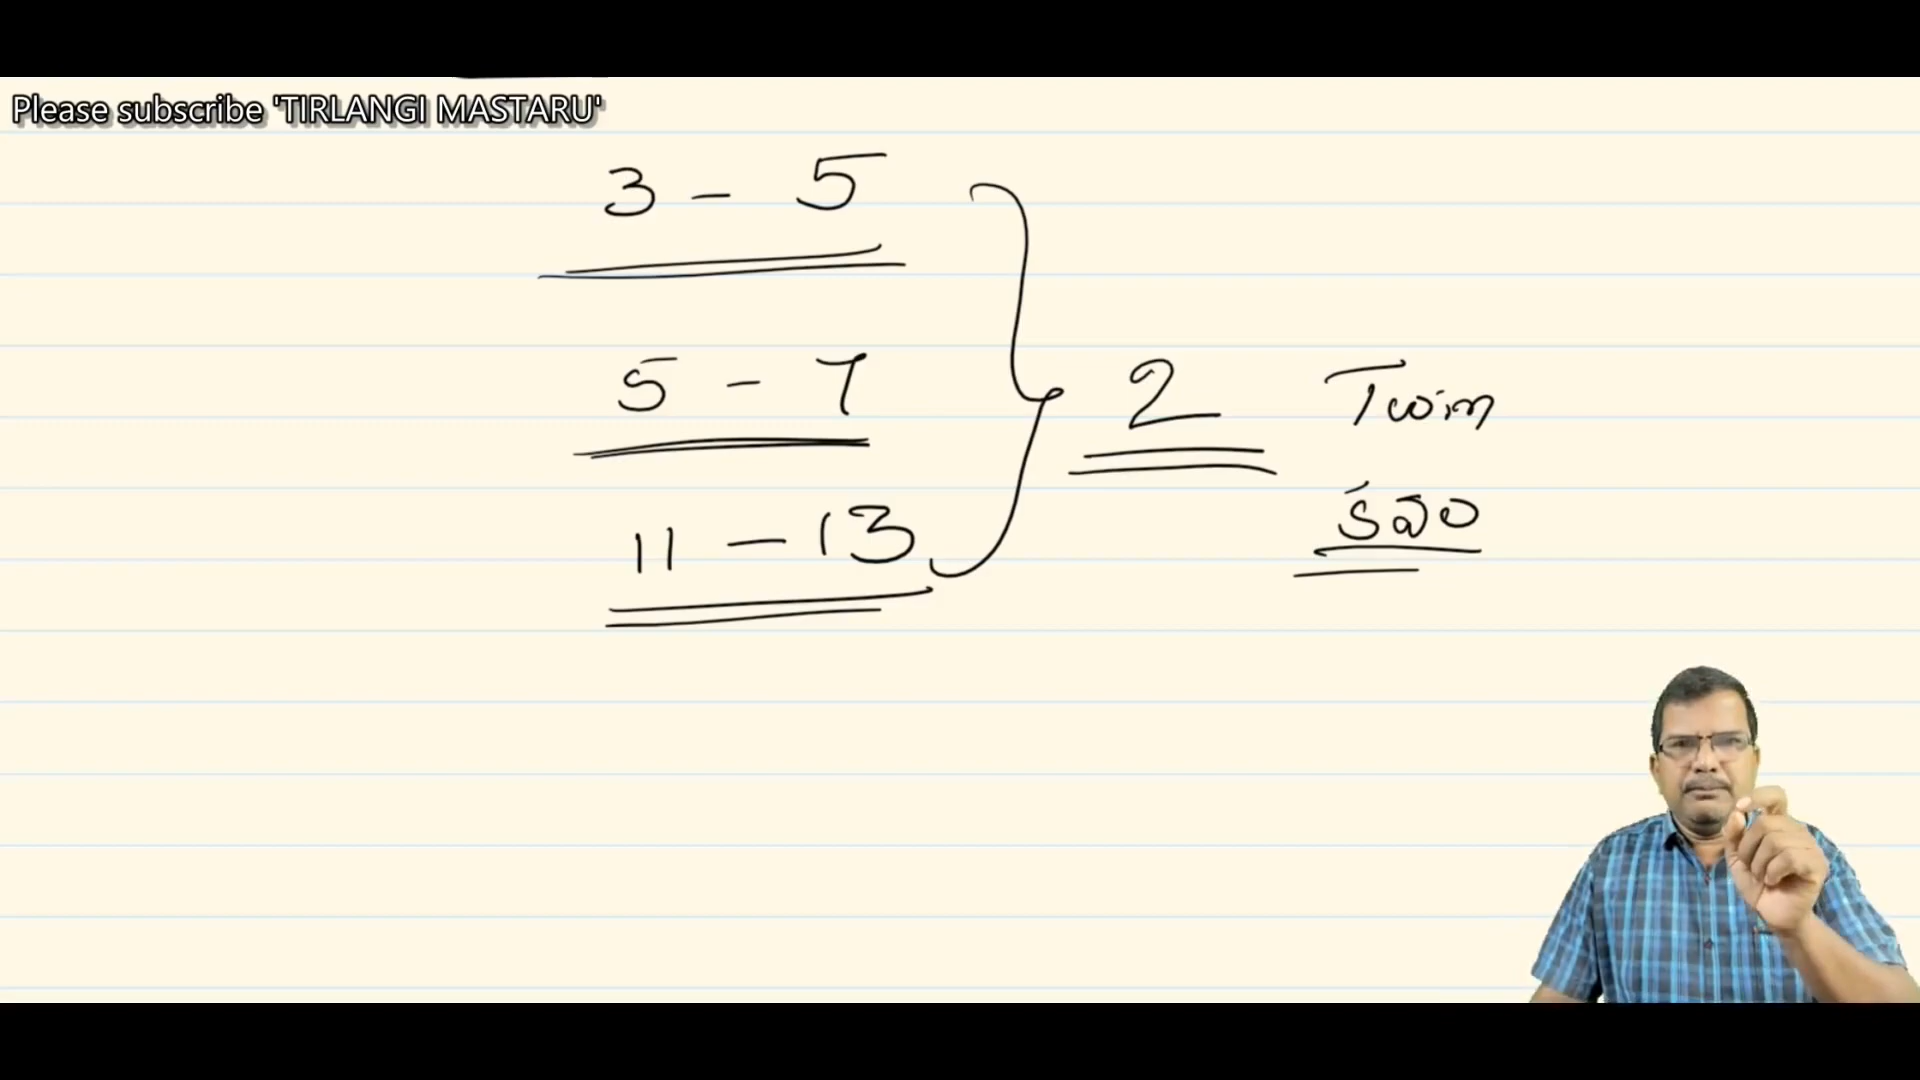 Please subscribe 'TIRLANGI MASTARU'
3 - 5
5 - 7
11 - 13
2
Twin
కవల